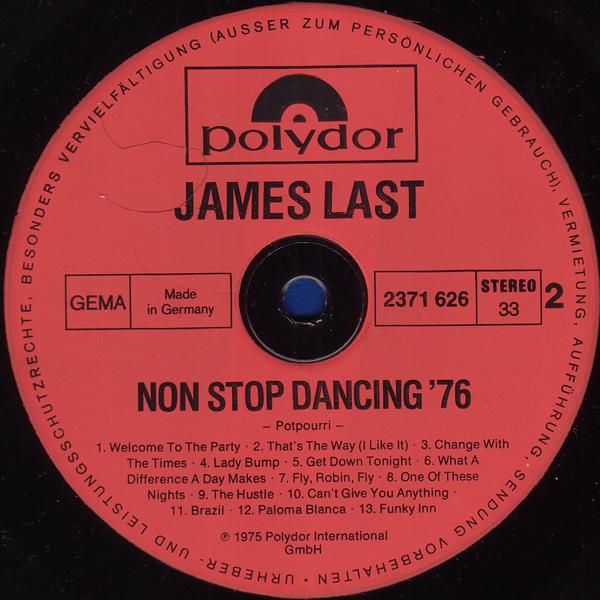 URHEBER- UND LEISTUNGSSCHUTZRECHTE, BESONDERS VERVIELFÄLTIGUNG (AUSSER ZUM PERSÖNLICHEN GEBRAUCH), VERMIETUNG, AUFFÜHRUNG, SENDUNG VORBEHALTEN •
polydor
JAMES LAST
GEMA
Made
in Germany
2371 626
STEREO
33
2
NON STOP DANCING '76
– Potpourri –
1. Welcome To The Party · 2. That's The Way (I Like It) · 3. Change With
The Times · 4. Lady Bump · 5. Get Down Tonight · 6. What A
Difference A Day Makes · 7. Fly, Robin, Fly · 8. One Of These
Nights · 9. The Hustle · 10. Can't Give You Anything ·
11. Brazil · 12. Paloma Blanca · 13. Funky Inn
℗ 1975 Polydor International
GmbH